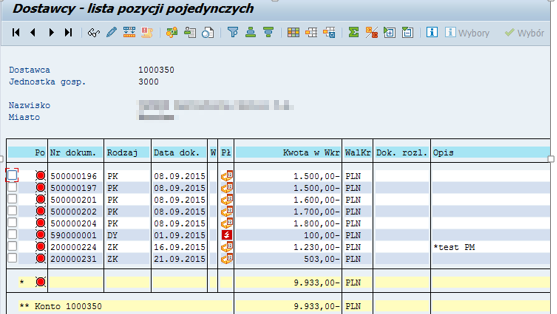 Dostawcy - lista pozycji pojedynczych
Wybory Wybór
Dostawca 1000350
Jednostka gosp. 3000
Nazwisko
Miasto
Po Nr dokum. Rodzaj Data dok. W Pł Kwota w Wkr WalKr Dok. rozl. Opis
500000196 PK 08.09.2015 1.500,00- PLN
500000197 PK 08.09.2015 1.500,00- PLN
500000201 PK 08.09.2015 1.600,00- PLN
500000202 PK 08.09.2015 1.700,00- PLN
500000204 PK 08.09.2015 1.800,00- PLN
590000001 DY 01.09.2015 100,00- PLN
200000224 ZK 16.09.2015 1.230,00- PLN *test PM
200000231 ZK 21.09.2015 503,00- PLN
* 9.933,00- PLN
** Konto 1000350 9.933,00- PLN